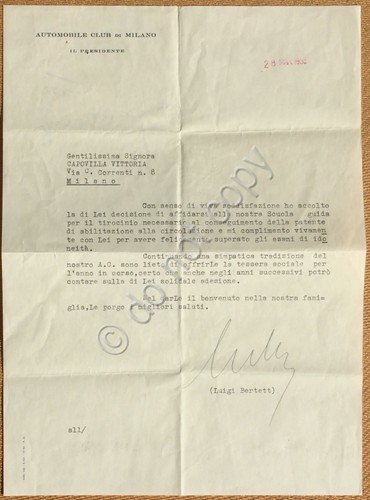 AUTOMOBILE CLUB DI MILANO
IL PRESIDENTE
Gentilissima Signora
CAPOVILLA VITTORIA
Via C. Correnti n. 8
Milano
Con senso di viva soddisfazione ho accolto
la di Lei decisione di affidarsi alla nostra Scuola guida
per il tirocinio necessario al conseguimento della patente
di abilitazione alla circolazione e mi complimento vivamen
te con Lei per avere felicemente superato gli esami di ido
neità.
Continuando una simpatica tradizione del
nostro A.C. sono lieto di offrirLe la tessera sociale per
l'anno in corso, certo che anche negli anni successivi potrò
contare sulla di Lei solidale adesione.
il benvenuto nella nostra fami-
glia, Le porgo i migliori saluti.
(Luigi Bertett)
all/
do not copy